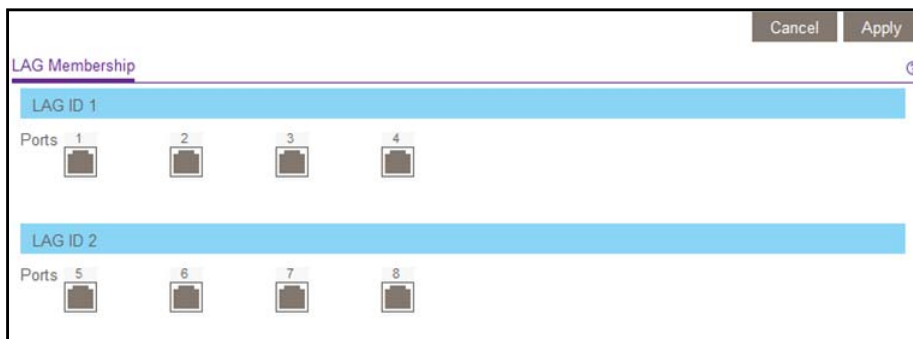 Cancel Apply
LAG Membership
LAG ID 1
Ports 1 2 3 4
LAG ID 2
Ports 5 6 7 8